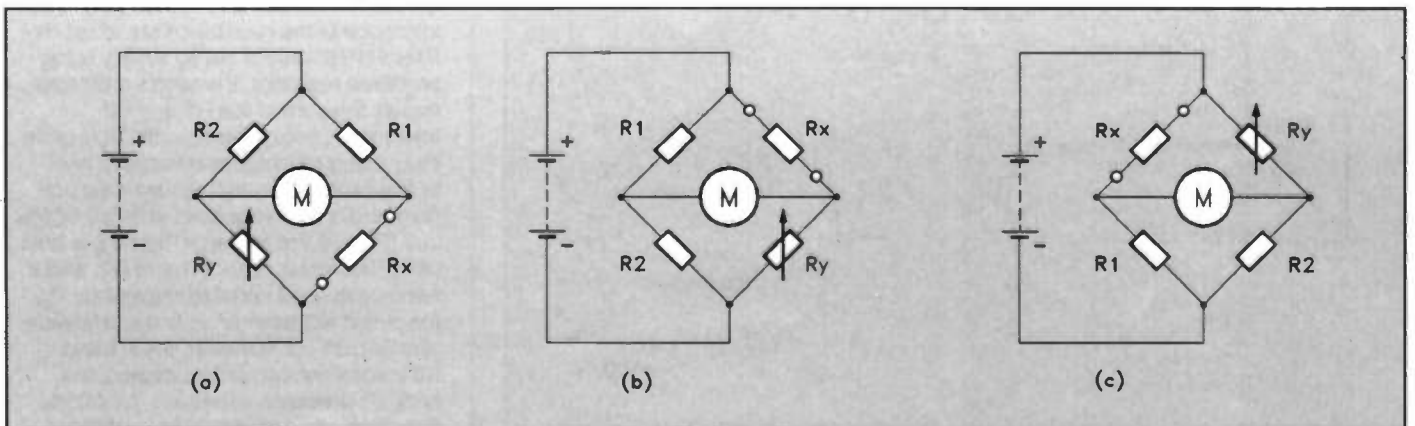 R2 R1
+
M
-
Ry Rx
(a)
R1 Rx
+
M
-
R2 Ry
(b)
Rx Ry
+
M
-
R1 R2
(c)